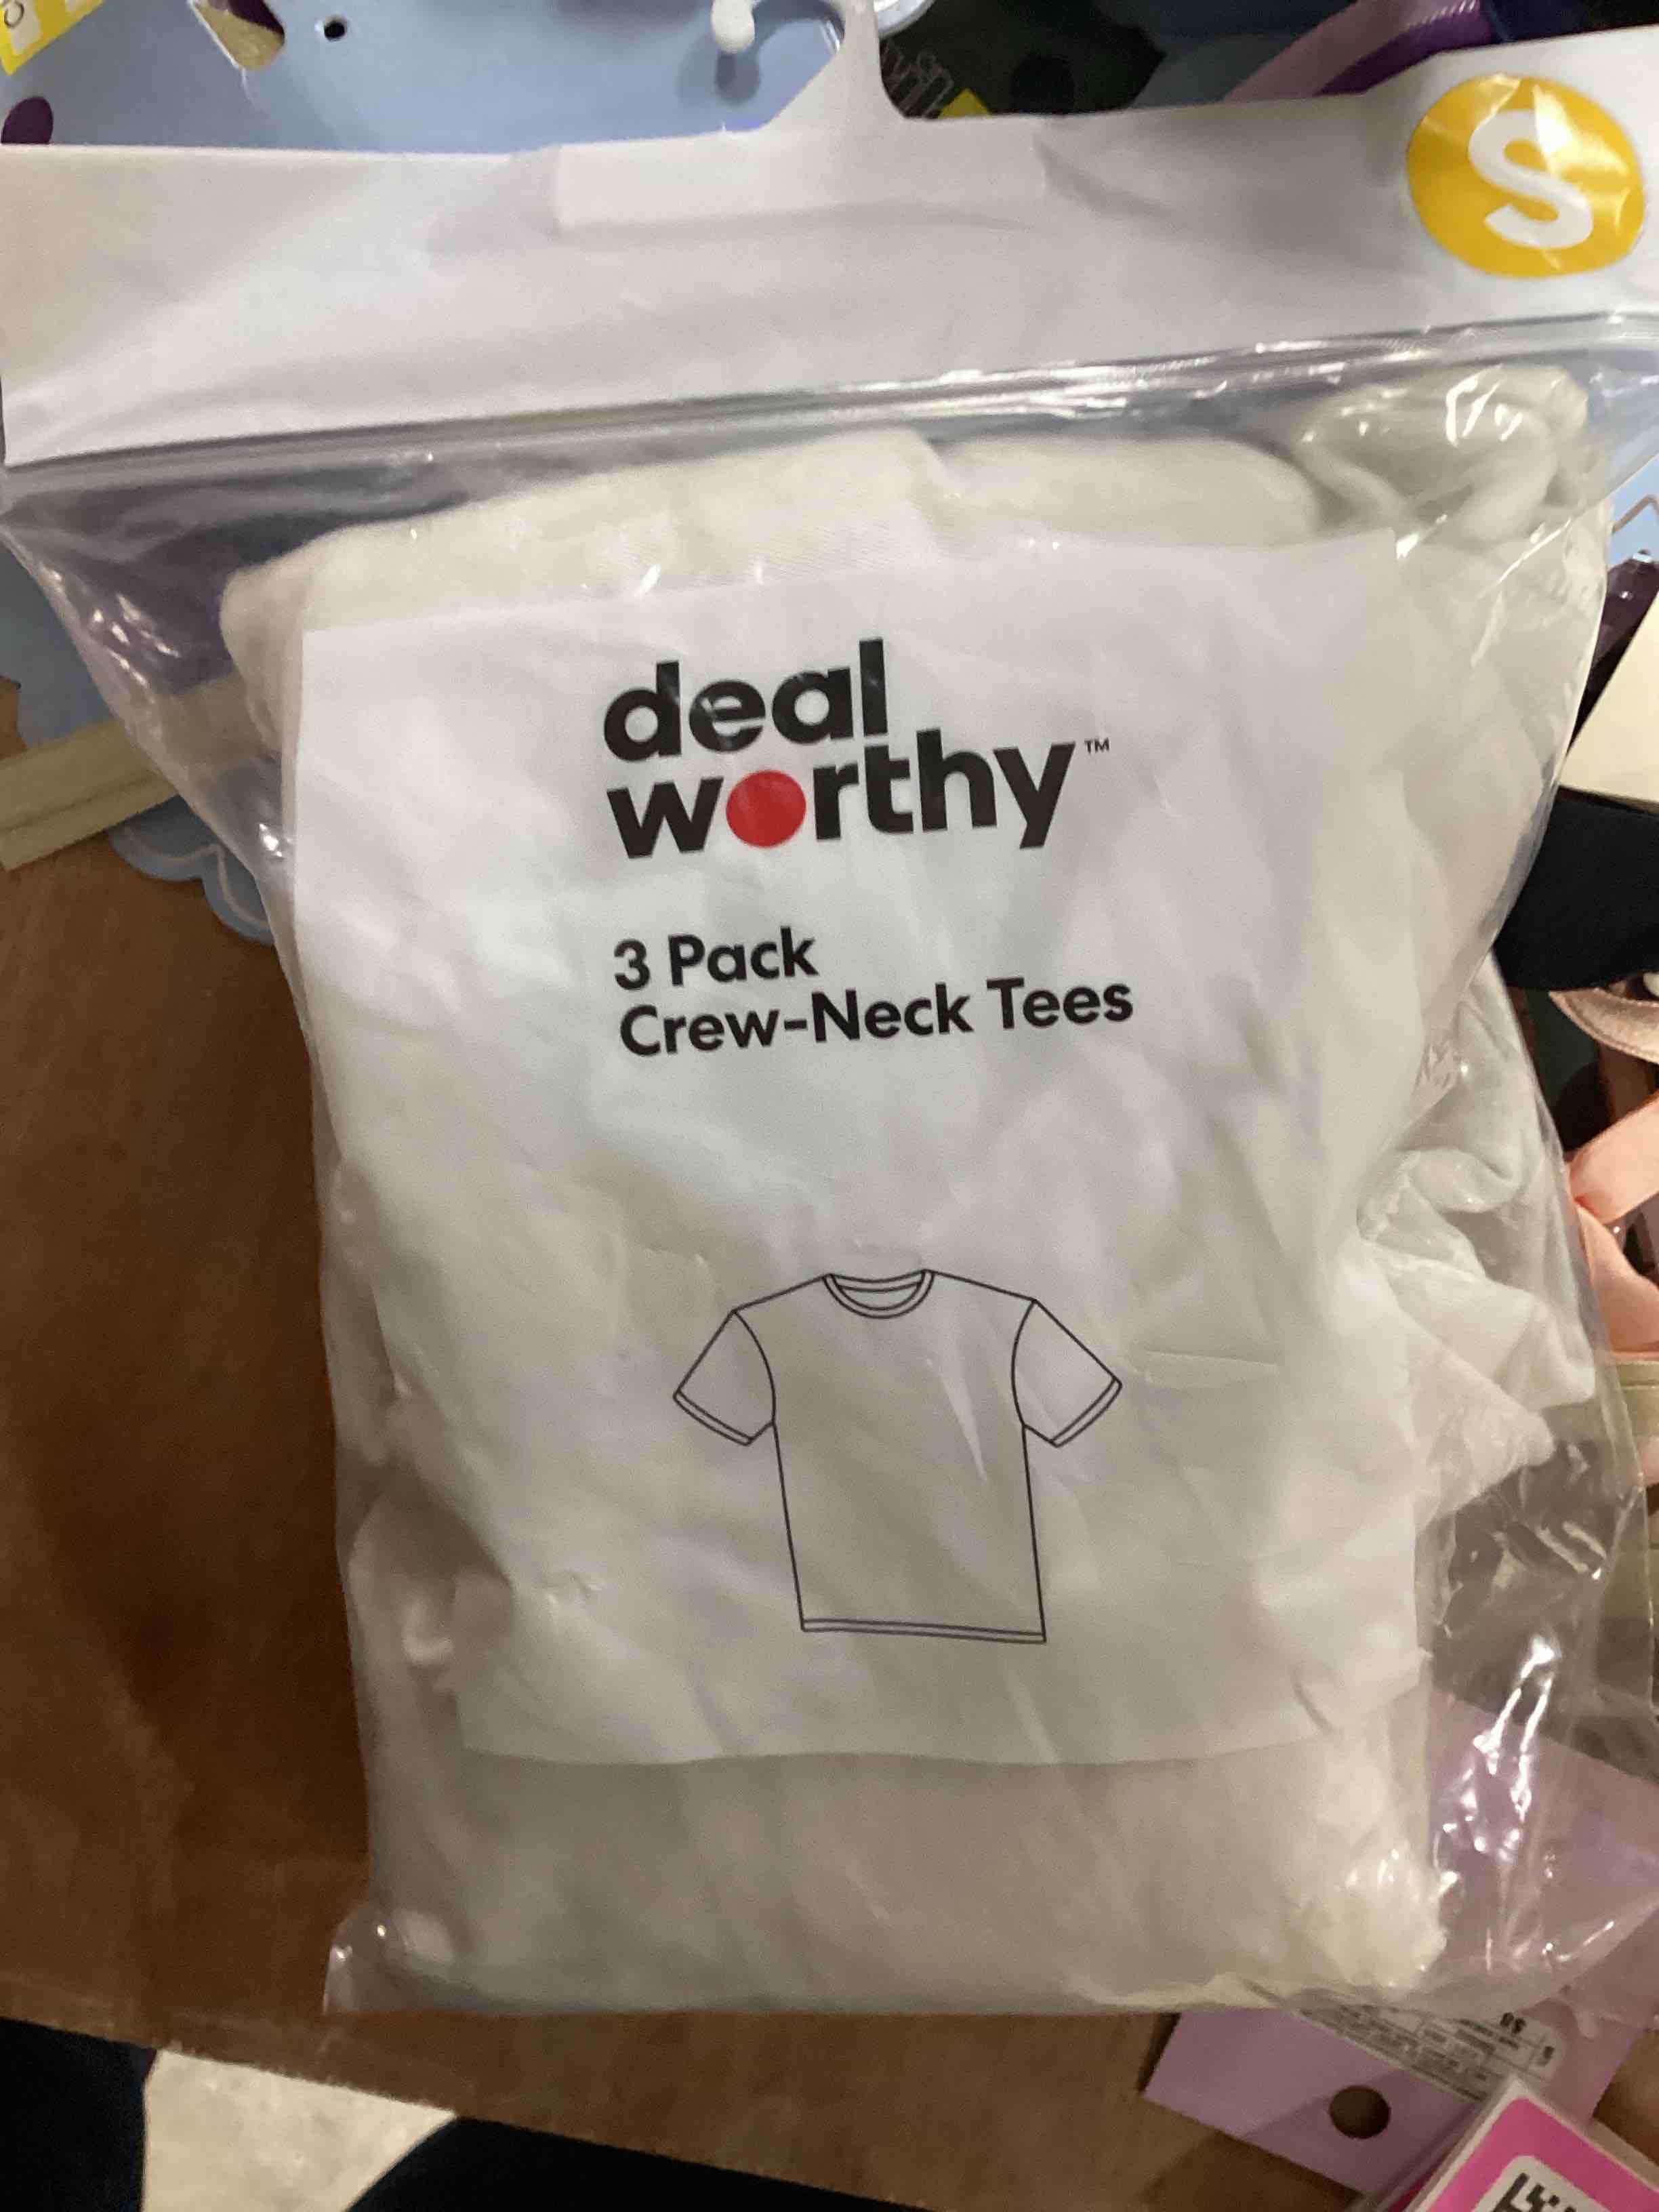 S
deal
worthy™
3 Pack
Crew-Neck Tees